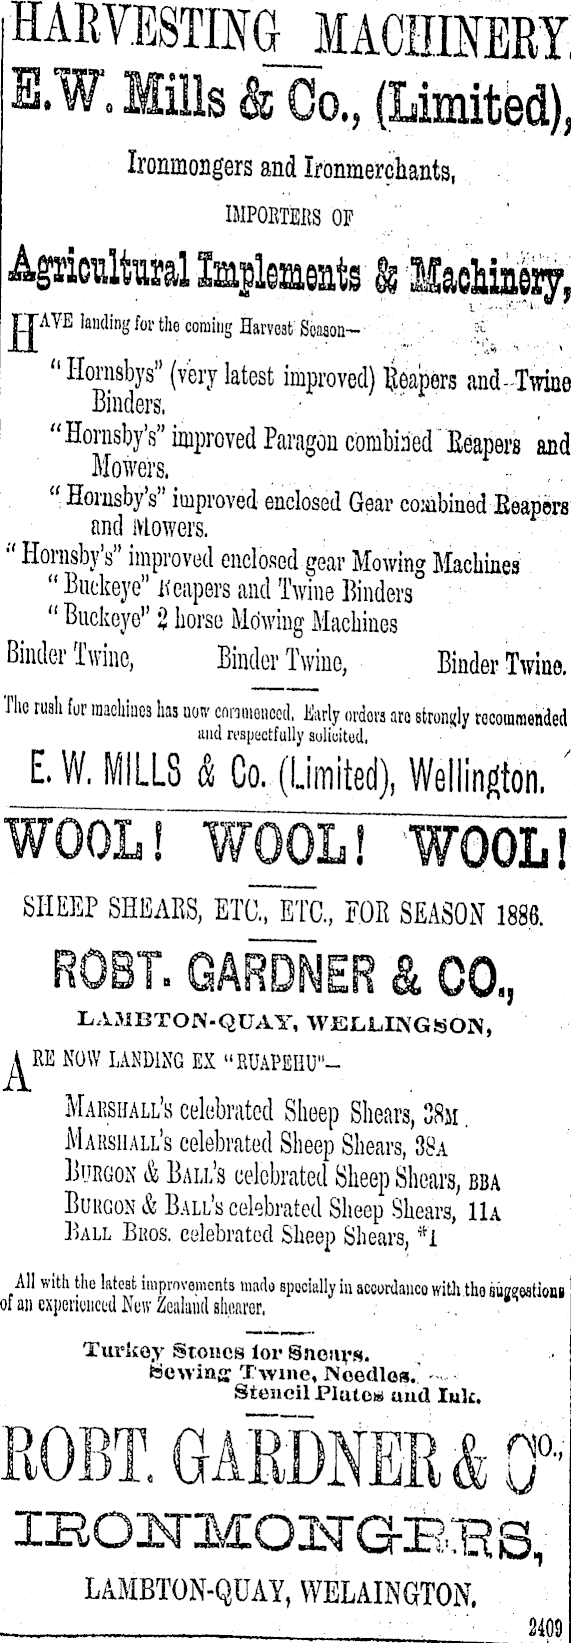 HARVESTING MACHINERY.
E. W. Mills & Co., (Limited),
Ironmongers and Ironmerchants,
IMPORTERS OF
Agricultural Implements & Machinery,
HAVE landing for the coming Harvest Season—
"Hornsbys" (very latest improved) Reapers and Twine
Binders.
"Hornsby's" improved Paragon combined Reapers and
Mowers.
"Hornsby's" improved enclosed Gear combined Reapers
and Mowers.
"Hornsby's" improved enclosed gear Mowing Machines
"Buckeye" Reapers and Twine Binders
"Buckeye" 2 horse Mowing Machines
Binder Twine, Binder Twine, Binder Twine.
The rush for machines has now commenced. Early orders are strongly recommended
and respectfully solicited.
E. W. MILLS & Co. (Limited), Wellington.
WOOL! WOOL! WOOL!
SHEEP SHEARS, ETC., ETC., FOR SEASON 1886.
ROBT. GARDNER & CO.,
LAMBTON-QUAY, WELLINGSON,
ARE NOW LANDING EX "RUAPEHU"—
MARSHALL'S celebrated Sheep Shears, 38M.
MARSHALL'S celebrated Sheep Shears, 38A
BURGON & BALL'S celebrated Sheep Shears, BBA
BURGON & BALL'S celebrated Sheep Shears, 11A
BALL BROS. celebrated Sheep Shears, *1
All with the latest improvements made specially in accordance with the suggestions
of an experienced New Zealand shearer.
Turkey Stones for Shears.
Sewing Twine, Needles.
Stencil Plates and Ink.
ROBT. GARDNER & CO.,
IRONMONGERS,
LAMBTON-QUAY, WELAINGTON.
2409